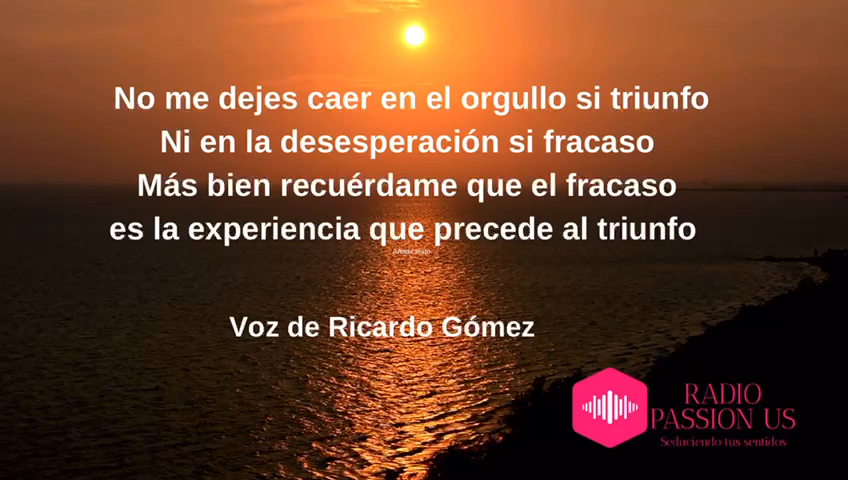 No me dejes caer en el orgullo si triunfo
Ni en la desesperación si fracaso
Más bien recuérdame que el fracaso
es la experiencia que precede al triunfo
Voz de Ricardo Gómez
RADIO
PASSION US
Seduciendo tus sentidos